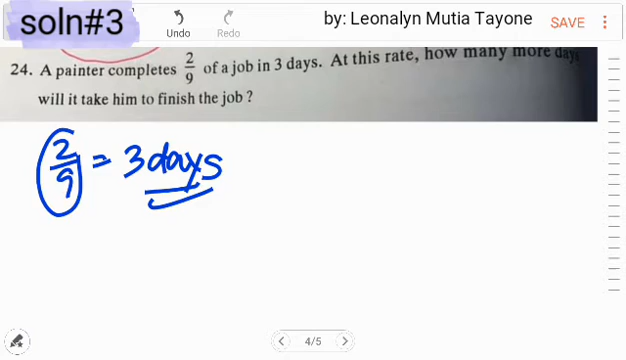 soln#3
Undo
Redo
by: Leonalyn Mutia Tayone
SAVE
24. A painter completes 2/9 of a job in 3 days. At this rate, how many more days
will it take him to finish the job?
2/9 = 3 days
4/5